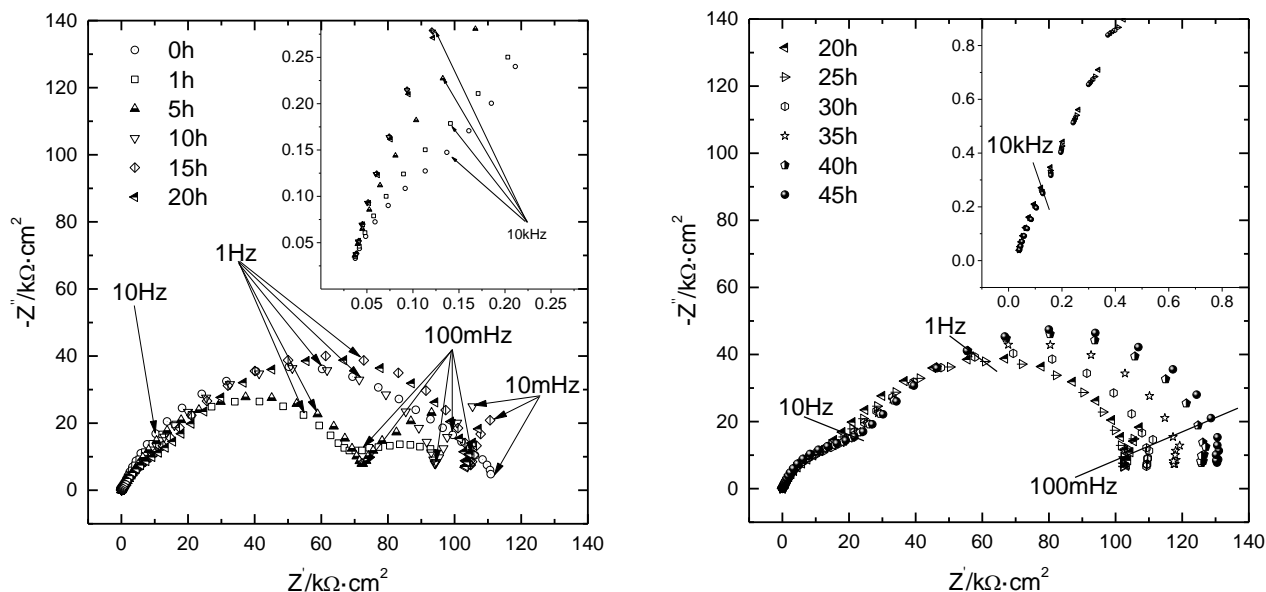 140
120
100
80
60
40
20
0
-Z''/kΩ·cm²
0h
1h
5h
10h
15h
20h
0.25
0.20
0.15
0.10
0.05
0.05 0.10 0.15 0.20 0.25
10kHz
1Hz
10Hz
100mHz
10mHz
0 20 40 60 80 100 120 140
Z'/kΩ·cm²
140
120
100
80
60
40
20
0
-Z''/kΩ·cm²
20h
25h
30h
35h
40h
45h
0.8
0.6
0.4
0.2
0.0
0.0 0.2 0.4 0.6 0.8
10kHz
1Hz
10Hz
100mHz
0 20 40 60 80 100 120 140
Z'/kΩ·cm²